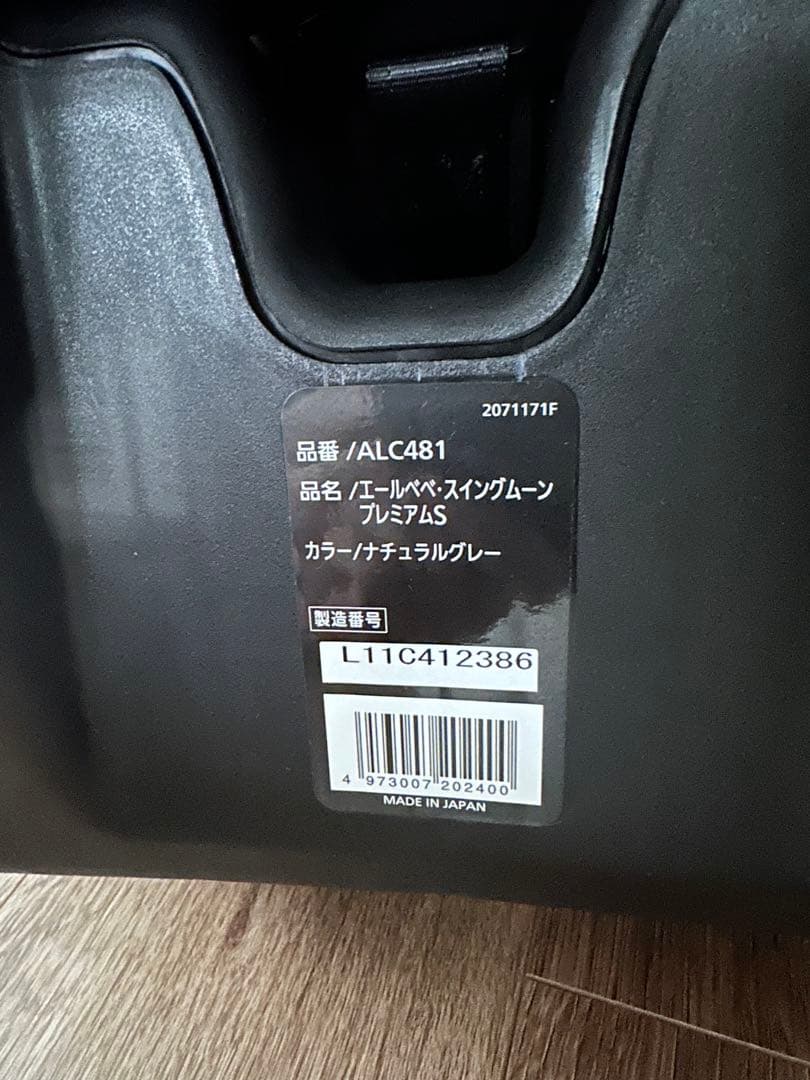 2071171F
品番 /ALC481
品名 /エールベベ・スイングムーン
プレミアムS
カラー/ナチュラルグレー
製造番号
L11C412386
4 973007 202400
MADE IN JAPAN